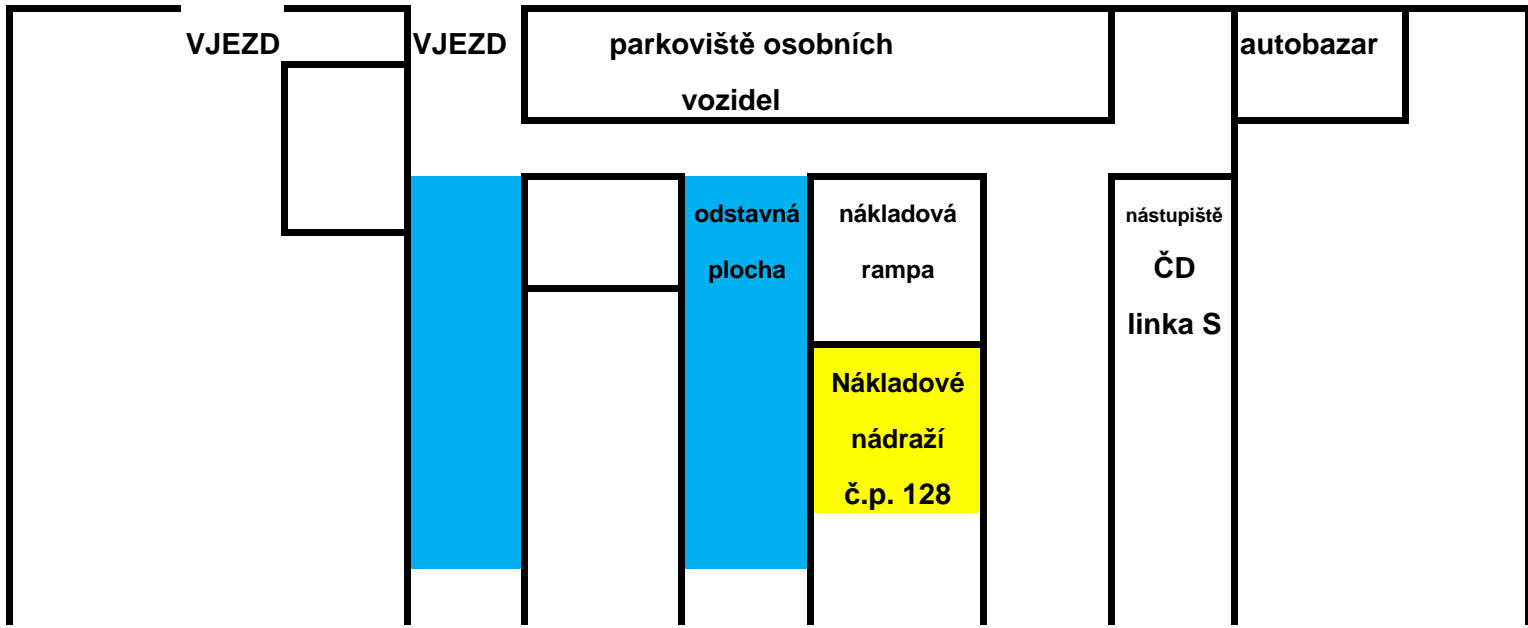 VJEZD
VJEZD
parkoviště osobních
vozidel
autobazar
odstavná
plocha
nákladová
rampa
nástupiště
ČD
linka S
Nákladové
nádraží
č.p. 128